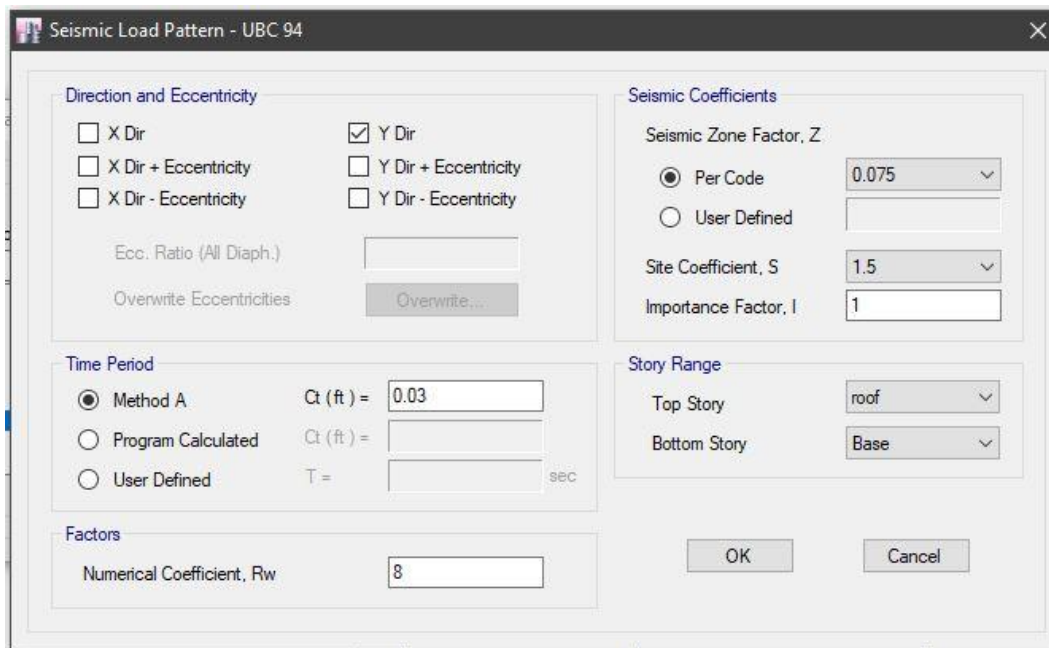 Seismic Load Pattern - UBC 94
Direction and Eccentricity
X Dir
Y Dir
X Dir + Eccentricity
Y Dir + Eccentricity
X Dir - Eccentricity
Y Dir - Eccentricity
Ecc. Ratio (All Diaph.)
Overwrite Eccentricities
Overwrite...
Seismic Coefficients
Seismic Zone Factor, Z
Per Code
0.075
User Defined
Site Coefficient, S
1.5
Importance Factor, I
1
Time Period
Method A
Ct (ft) =
0.03
Program Calculated
Ct (ft) =
User Defined
T =
sec
Story Range
Top Story
roof
Bottom Story
Base
Factors
Numerical Coefficient, Rw
8
OK
Cancel